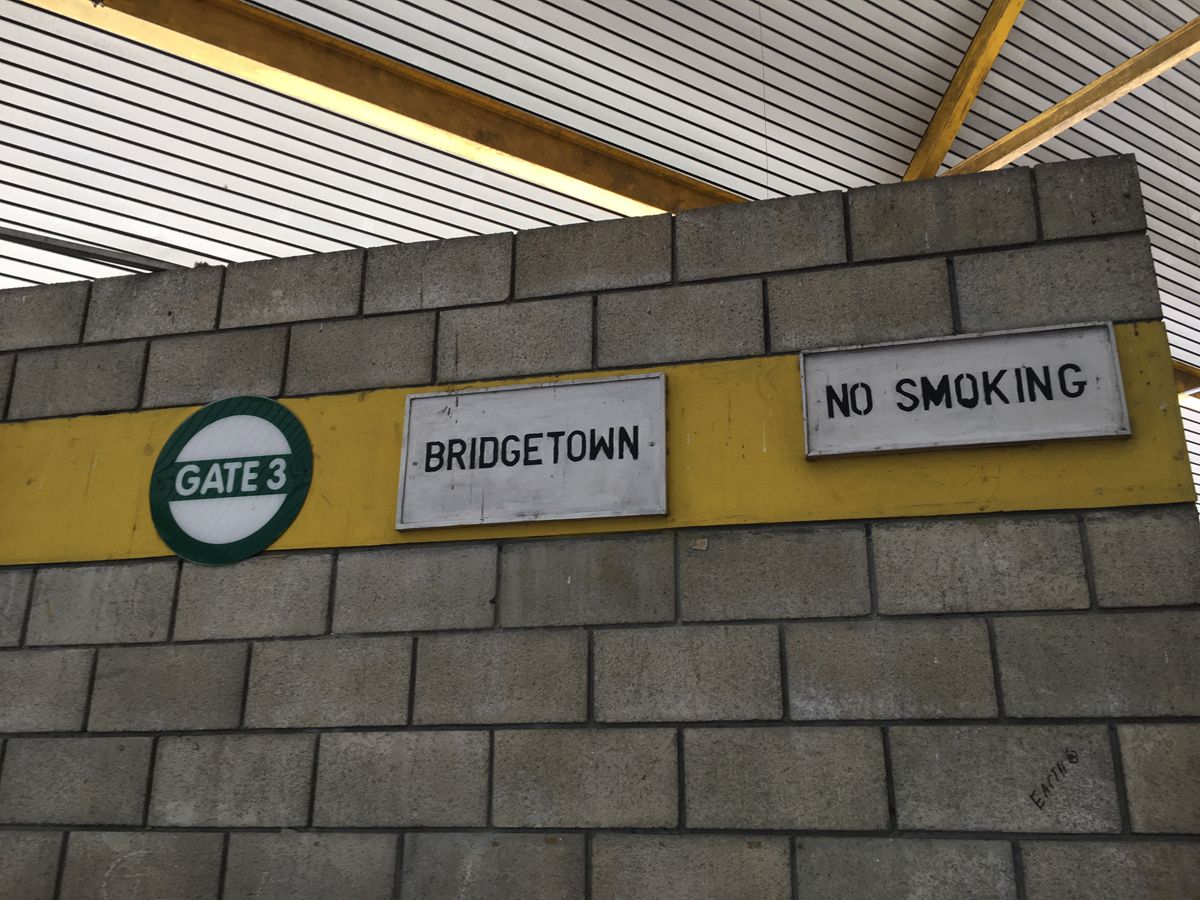 GATE 3
BRIDGETOWN
NO SMOKING